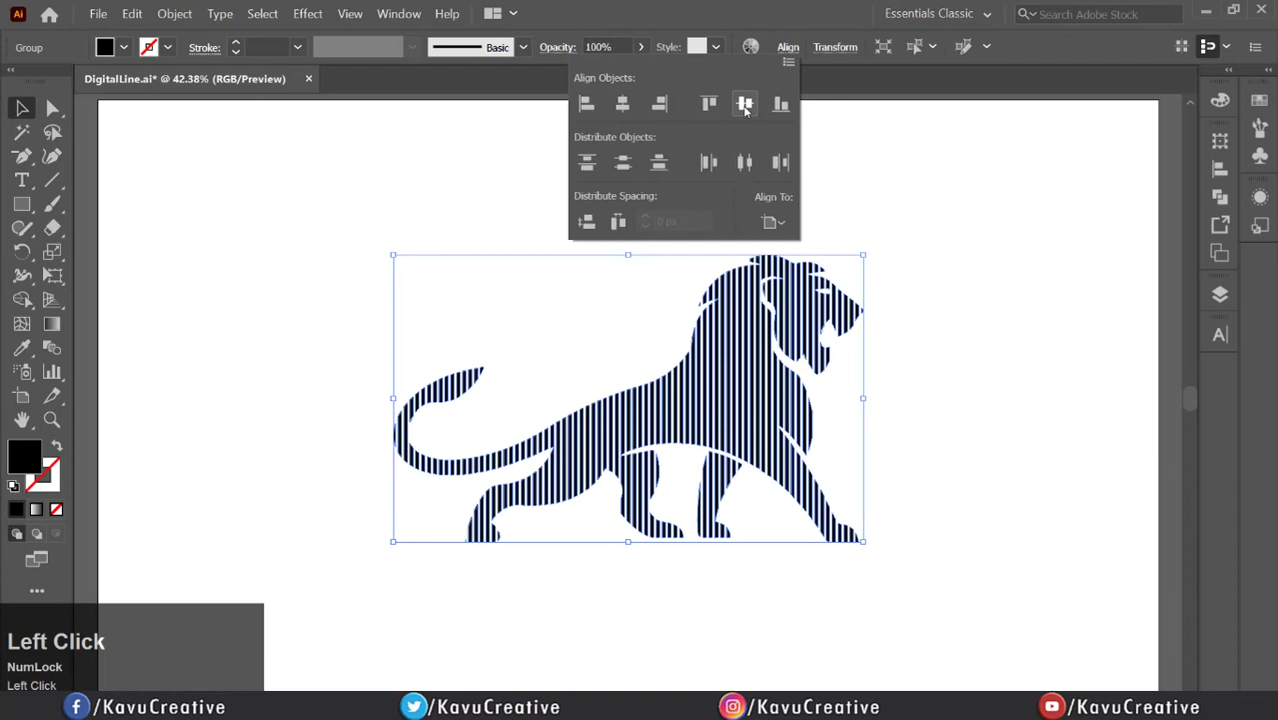 Ai File Edit Object Type Select Effect View Window Help Essentials Classic Search Adobe Stock
Group Stroke: Basic Opacity: 100% Style: Align Transform
DigitalLine.ai* @ 42.38% (RGB/Preview) ×
Align Objects:
Distribute Objects:
Distribute Spacing: Align To:
0 px
Left Click
NumLock
Left Click
/KavuCreative /KavuCreative /KavuCreative /KavuCreative